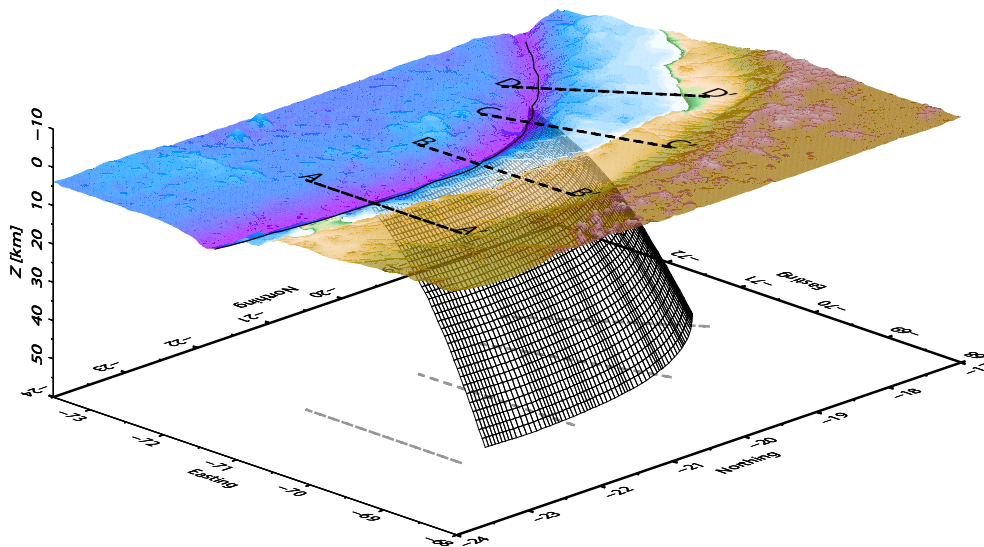 D
D'
C
C'
B
B'
A
A'
Z [km]
−10
0
10
20
30
40
50
Northing
−20
−21
−22
−23
−24
−72
−71
−70
−69
−68
Easting
−73
−72
−71
−70
−69
−68
Easting
−24
−23
−22
−21
−20
−19
−18
−17
Northing